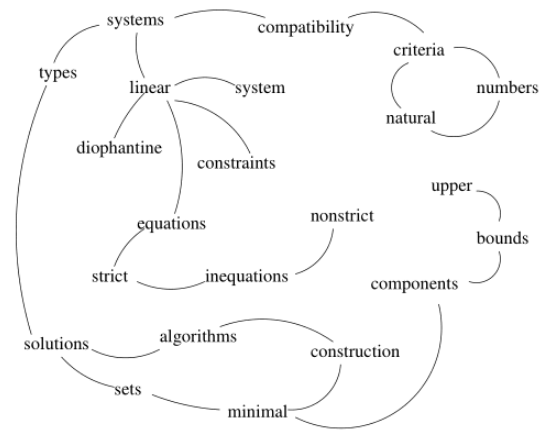 systems
compatibility
criteria
types
linear
system
numbers
natural
diophantine
constraints
upper
nonstrict
equations
bounds
strict
inequations
components
solutions
algorithms
construction
sets
minimal